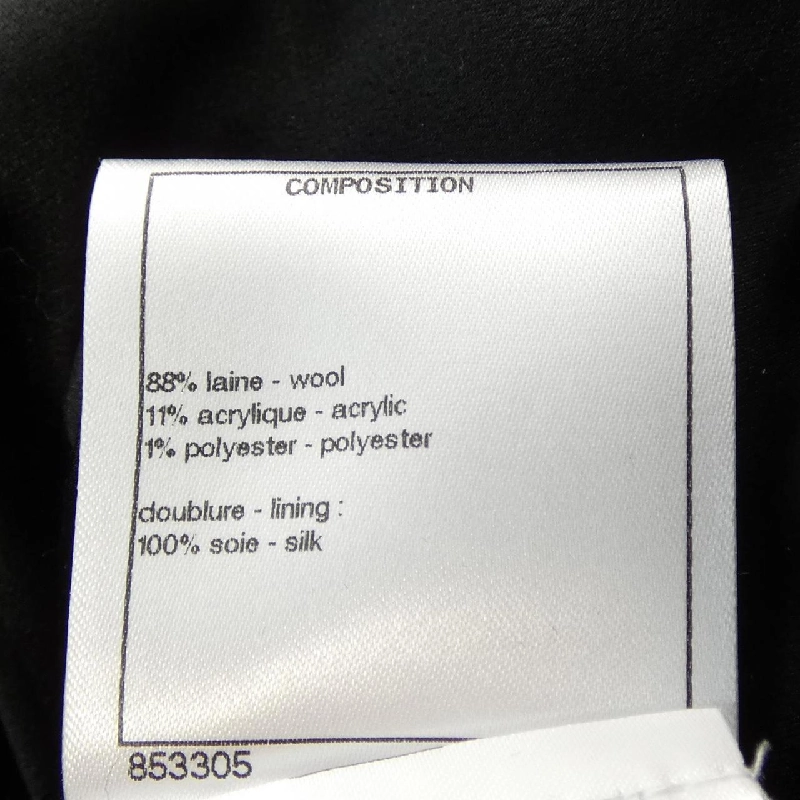 COMPOSITION
88% laine - wool
11% acrylique - acrylic
1% polyester - polyester
doublure - lining :
100% soie - silk
853305